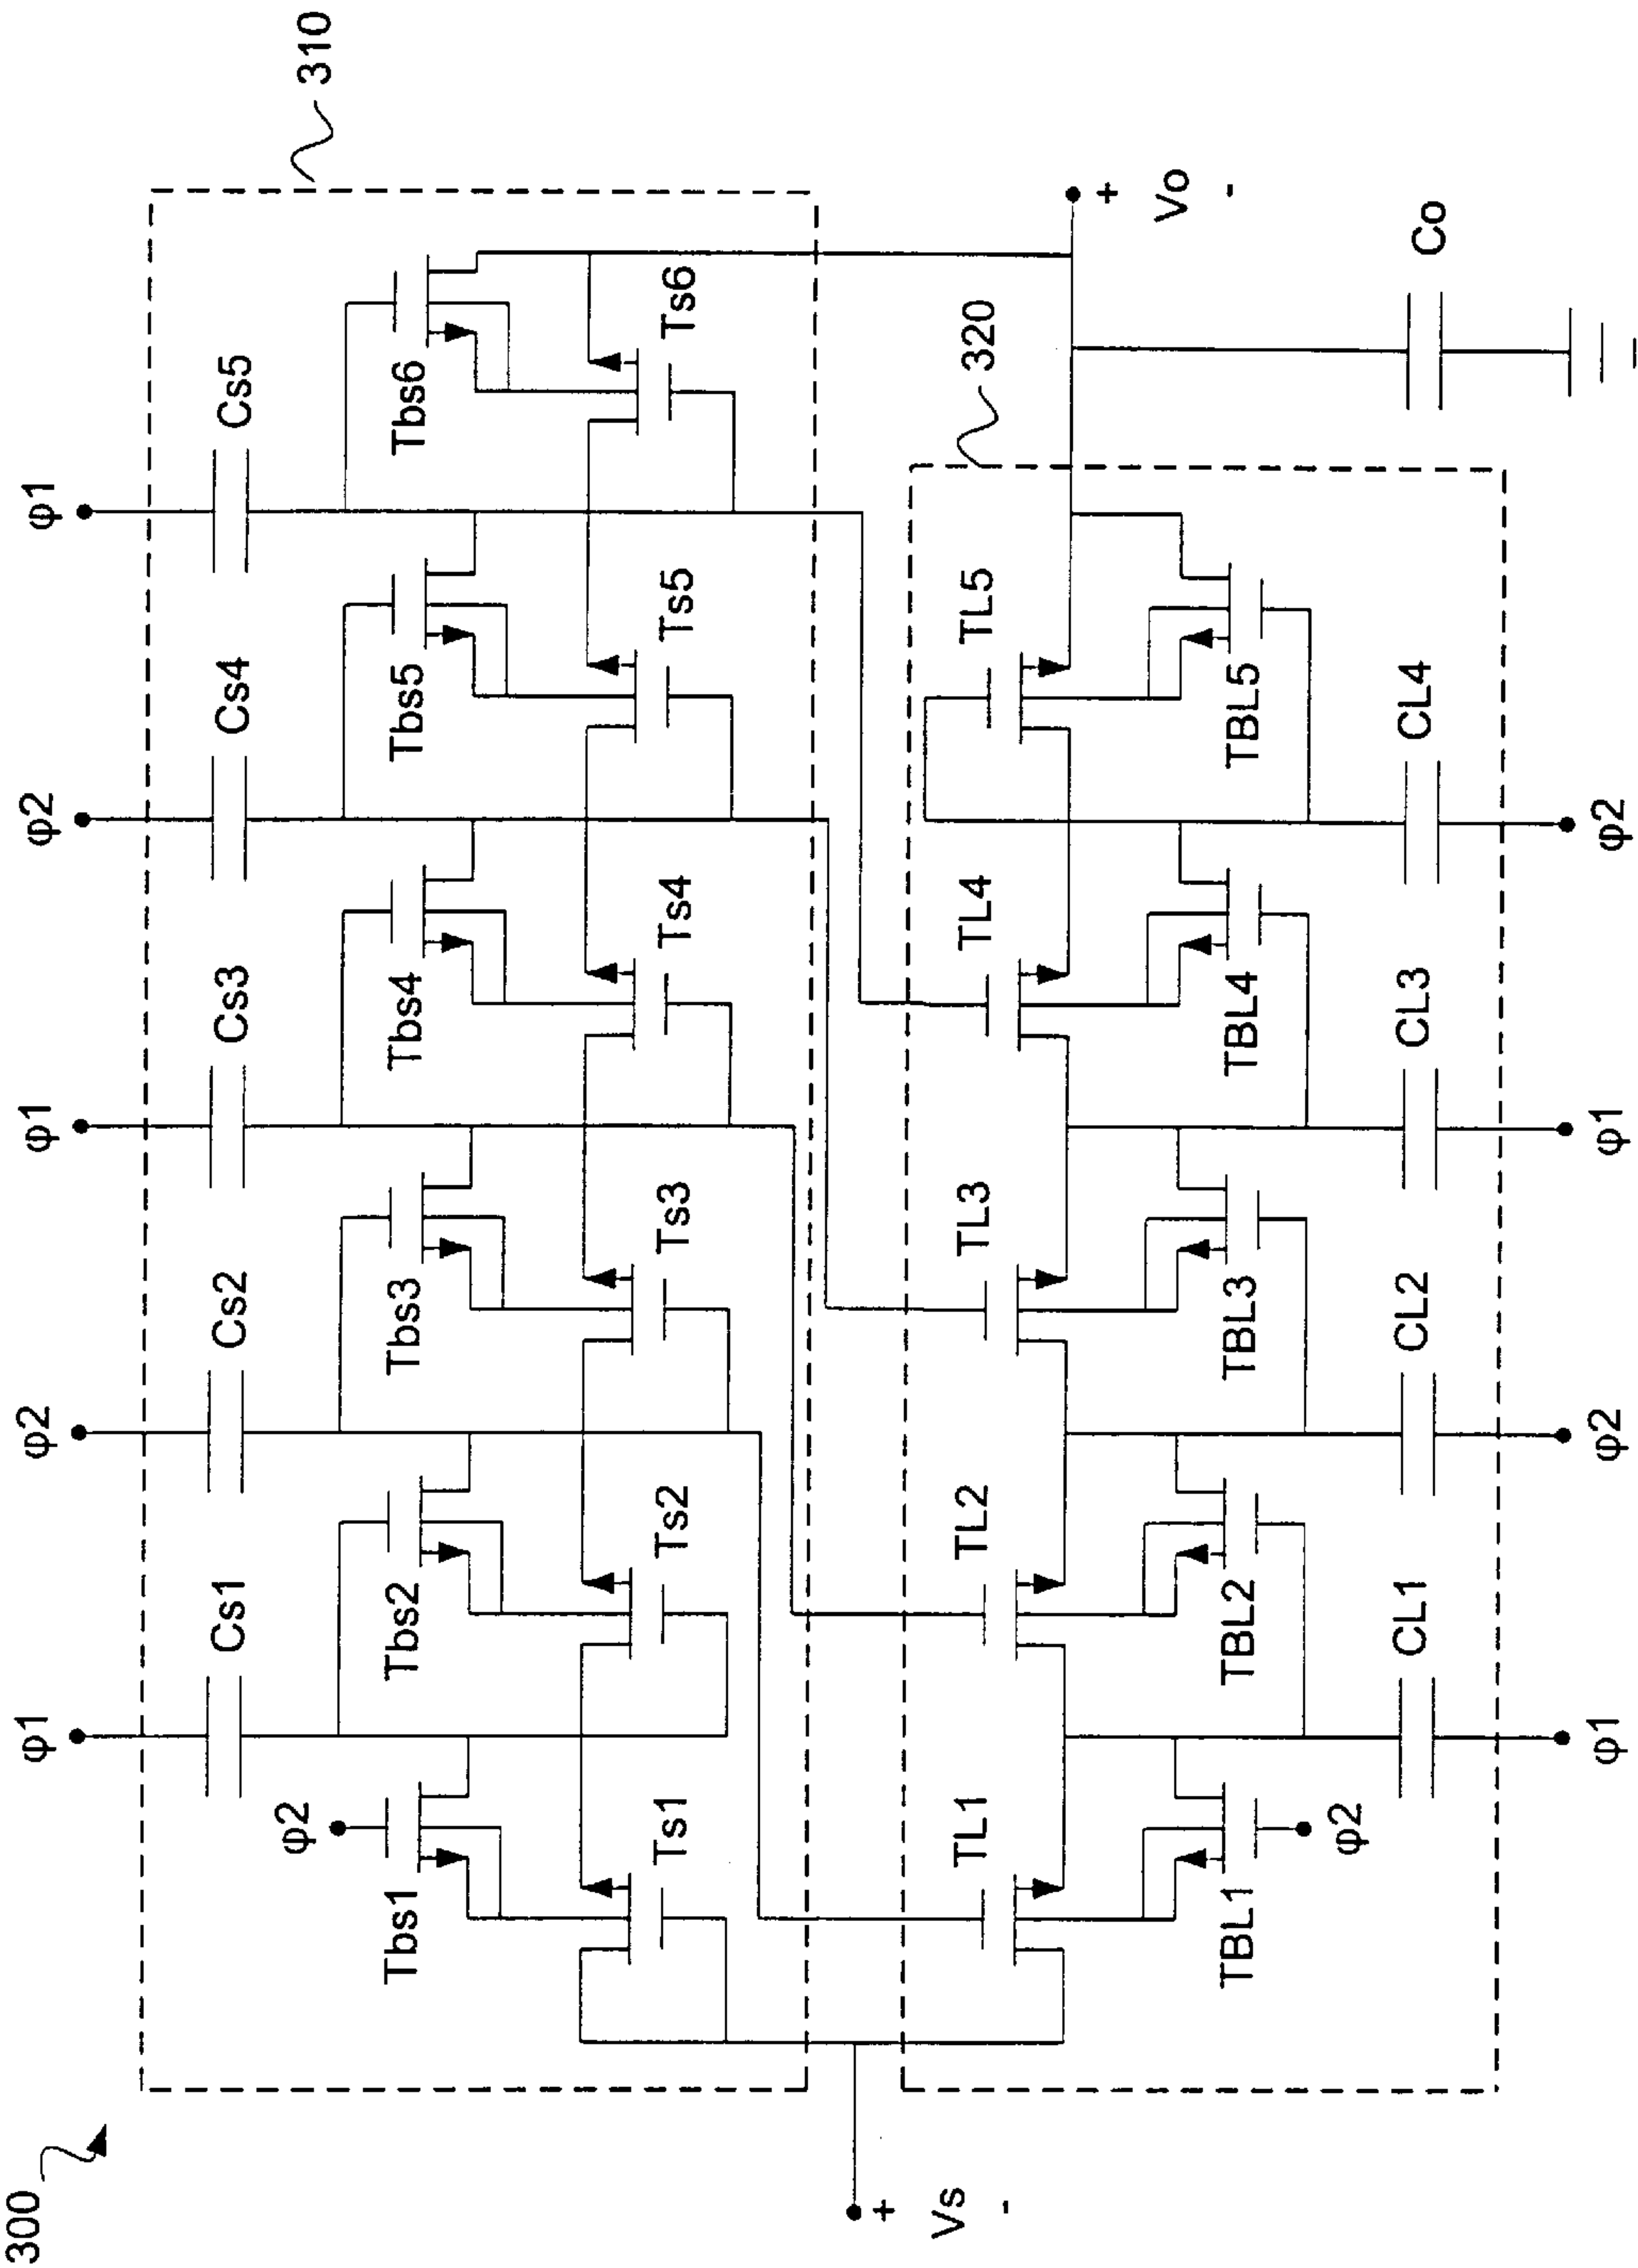 300
310
φ1 φ2 φ1 φ2 φ1
Cs1 Cs2 Cs3 Cs4 Cs5
φ2
Tbs1 Tbs2 Tbs3 Tbs4 Tbs5 Tbs6
Ts1 Ts2 Ts3 Ts4 Ts5 Ts6
+
Vs
-
320
TL1 TL2 TL3 TL4 TL5
+
Vo
-
TBL1 TBL2 TBL3 TBL4 TBL5
φ2
CL1 CL2 CL3 CL4
Co
φ1 φ2 φ1 φ2